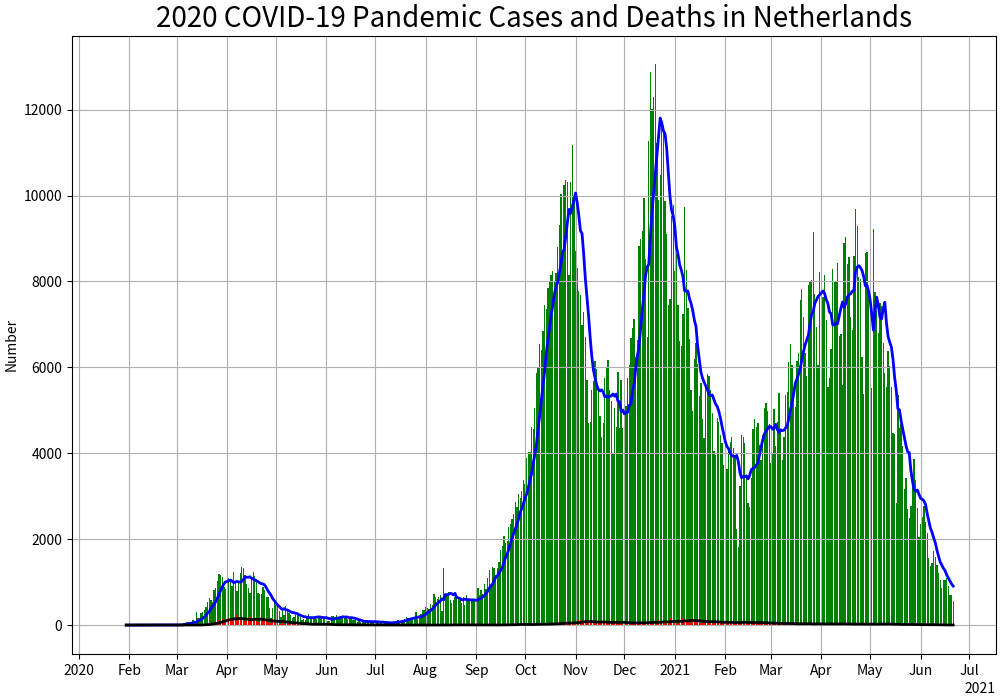 2020 COVID-19 Pandemic Cases and Deaths in Netherlands
Number
12000
10000
8000
6000
4000
2000
0
2020 Feb Mar Apr May Jun Jul Aug Sep Oct Nov Dec 2021 Feb Mar Apr May Jun Jul
2021